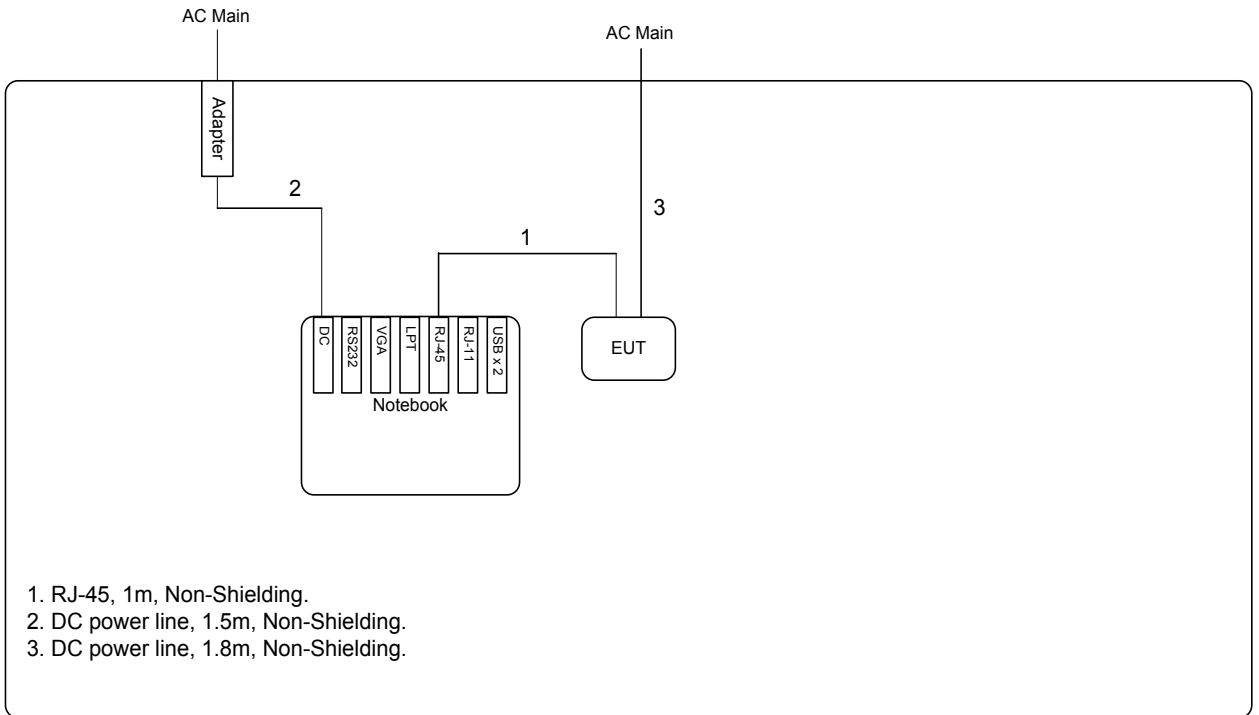 AC Main
AC Main
Adapter
2
3
1
DC
RS232
VGA
LPT
RJ-45
RJ-11
USB x 2
Notebook
EUT
1. RJ-45, 1m, Non-Shielding.
2. DC power line, 1.5m, Non-Shielding.
3. DC power line, 1.8m, Non-Shielding.